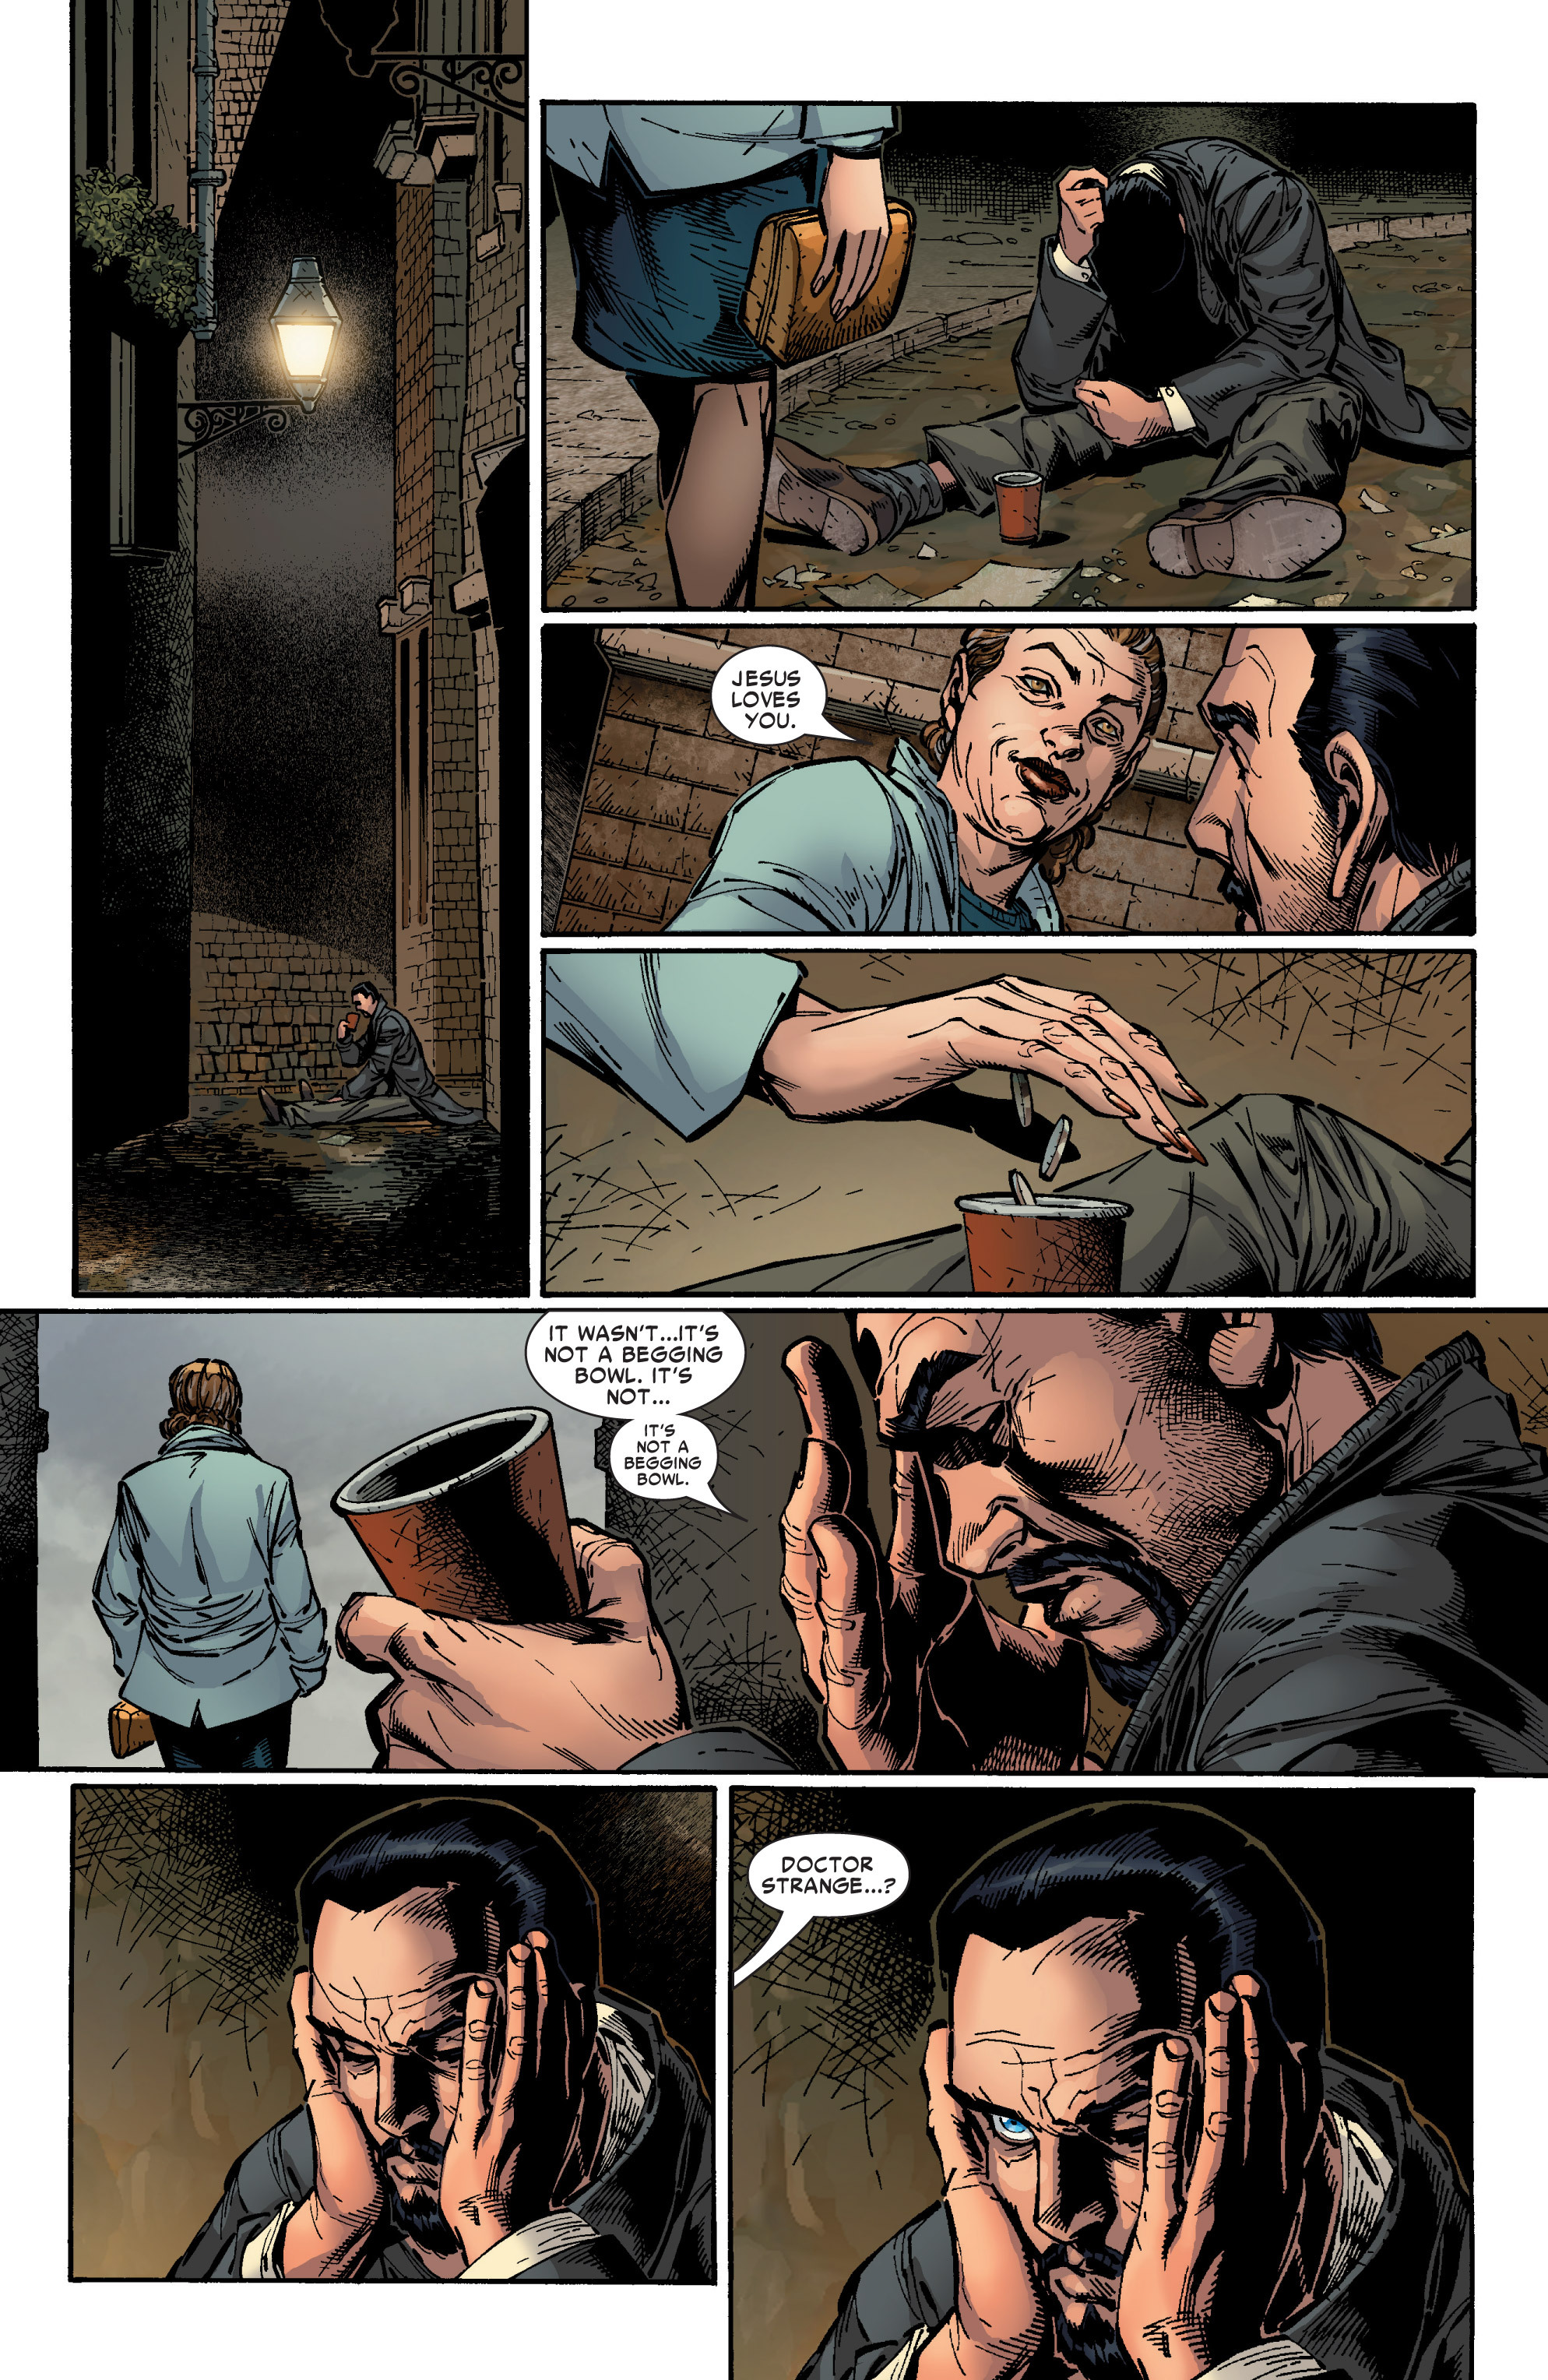 JESUS
LOVES
YOU.
IT WASN'T...IT'S
NOT A BEGGING
BOWL. IT'S
NOT...
IT'S
NOT A
BEGGING
BOWL.
DOCTOR
STRANGE...?